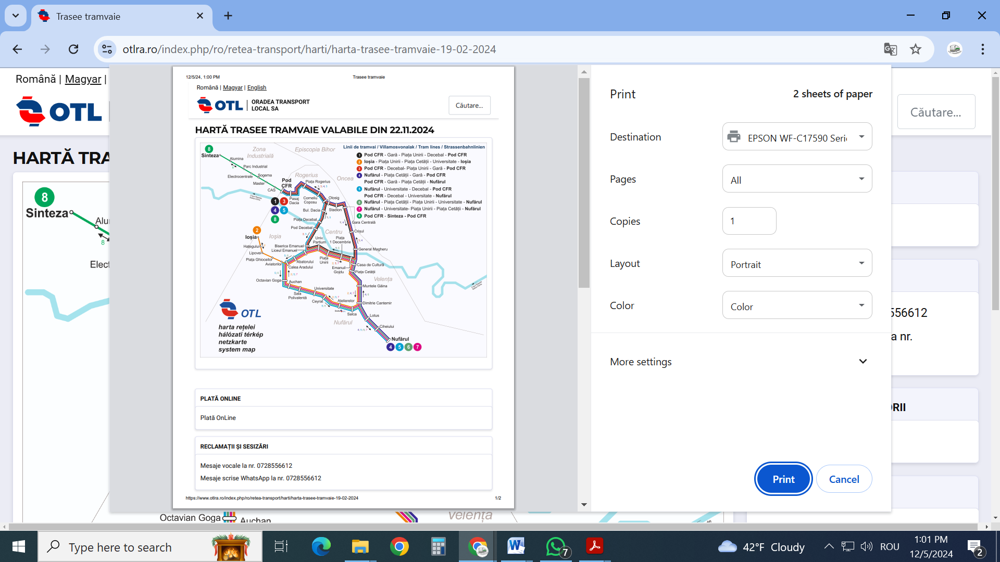 Trasee tramvaie
otlra.ro/index.php/ro/retea-transport/harti/harta-trasee-tramvaie-19-02-2024
Română | Magyar |
OTL
Căutare...
HARTĂ TRA
8
Sinteza
Alu
8
Elect
Octavian Goga
Auchan
Velența
556612
a nr.
ORII
12/5/24, 1:00 PM
Trasee tramvaie
Română | Magyar | English
OTL
ORADEA TRANSPORT
LOCAL SA
Căutare...
HARTĂ TRASEE TRAMVAIE VALABILE DIN 22.11.2024
Linii de tramvai / Villamosvonalak / Tram lines / Strassenbahnlinien
1 Pod CFR - Gară - Piața Unirii - Decebal - Pod CFR
2 Ioșia - Piața Unirii - Piața Cetății - Universitate - Ioșia
3 Pod CFR - Decebal- Piața Unirii - Gară - Pod CFR
4 Nufărul - Piața Cetății - Gară - Pod CFR
Pod CFR - Gară - Piața Cetății - Nufărul
5 Nufărul - Universitate - Decebal - Pod CFR
Pod CFR - Decebal - Universitate - Nufărul
6 Nufărul - Piața Cetății - Piața Unirii - Universitate - Nufărul
7 Nufărul - Universitate- Piața Unirii - Piața Cetății - Nufărul
8 Pod CFR - Sinteza - Pod CFR
8
Sinteza
Zona
Industrială
Episcopia Bihor
Alumina
Parc Industrial
Electrocentrale
Sogema
Master
CAS
Pod
CFR
Rogerius
Piața Rogerius
Oncea
1 3
4 5
8
Pasaj
Dacia
Corneliu
Coposu
Olosig
Bul. Dacia
Stadion
Piața Decebal
Gara Centrală
Pod Decebal
Centru
Crișul
2
Ioșia
Ioșia
Univ.
Partium
Piața
1 Decembrie
Hațegului
Biserica Emanuel
Lipovei
Liceul Emanuel
General Magheru
Piața Ghioceilor
Abatorului
Piața
Unirii
Aviatorilor
Calea Aradului
Emanuil
Gojdu
Casa de Cultură
Piața Cetății
Velența
Octavian Goga
Auchan
Universitate
Muntele Găina
Sala
Polivalentă
Ceyrat
Atelierelor
Dimitrie Cantemir
Salca
Lotus
Nufărul
Ciheiului
Nufărul
4 5 6 7
OTL
harta rețelei
hálózati térkép
netzkarte
system map
PLATĂ ONLINE
Plată OnLine
RECLAMAȚII ȘI SESIZĂRI
Mesaje vocale la nr. 0728556612
Mesaje scrise WhatsApp la nr. 0728556612
https://www.otlra.ro/index.php/ro/retea-transport/harti/harta-trasee-tramvaie-19-02-2024
1/2
Print
2 sheets of paper
Destination
EPSON WF-C17590 Seri
Pages
All
Copies
1
Layout
Portrait
Color
Color
More settings
Print
Cancel
Type here to search
7
42°F Cloudy
ROU
1:01 PM
12/5/2024
2